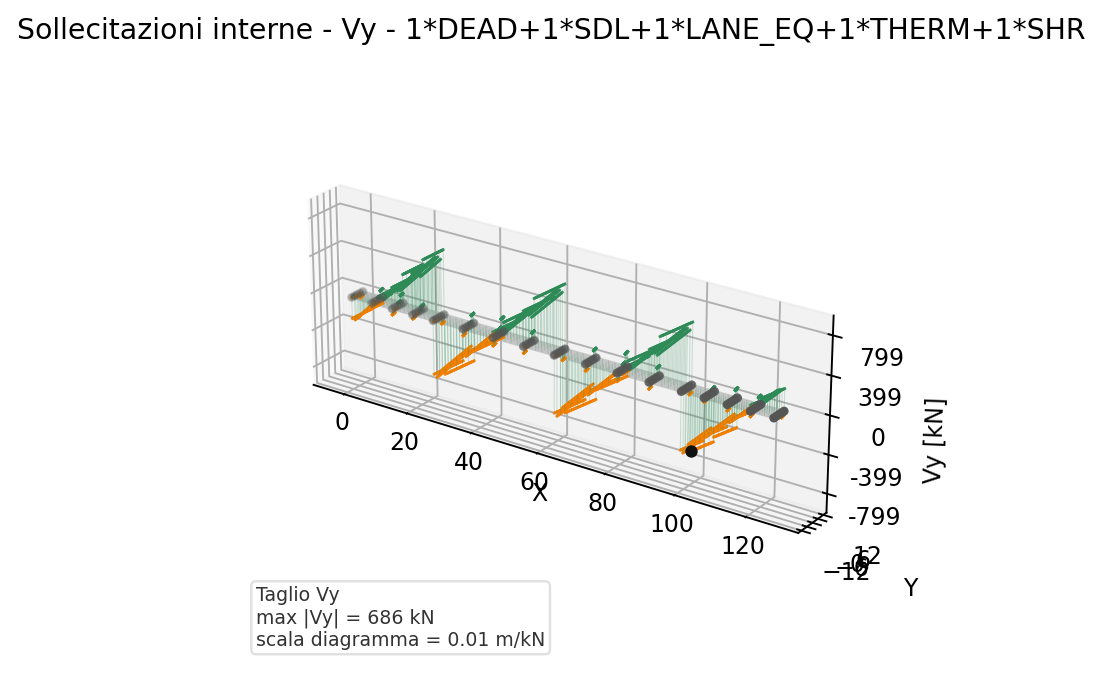 Sollecitazioni interne - Vy - 1*DEAD+1*SDL+1*LANE_EQ+1*THERM+1*SHR
799
399
0
-399
-799
Vy [kN]
0
20
40
60
80
100
120
X
12
6
0
−12
Y
Taglio Vy
max |Vy| = 686 kN
scala diagramma = 0.01 m/kN